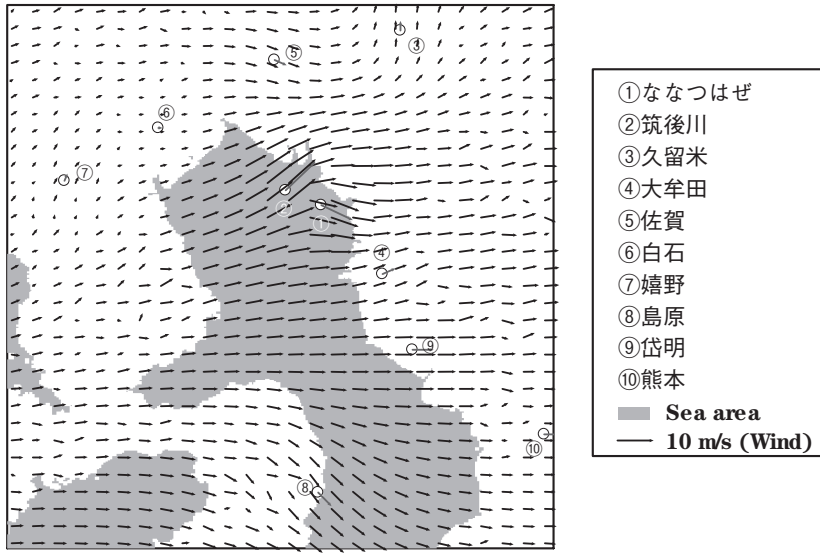 ③
⑤
⑥
⑦
②
①
④
⑨
⑩
⑧
①ななつはぜ
②筑後川
③久留米
④大牟田
⑤佐賀
⑥白石
⑦嬉野
⑧島原
⑨岱明
⑩熊本
Sea area
10 m/s (Wind)